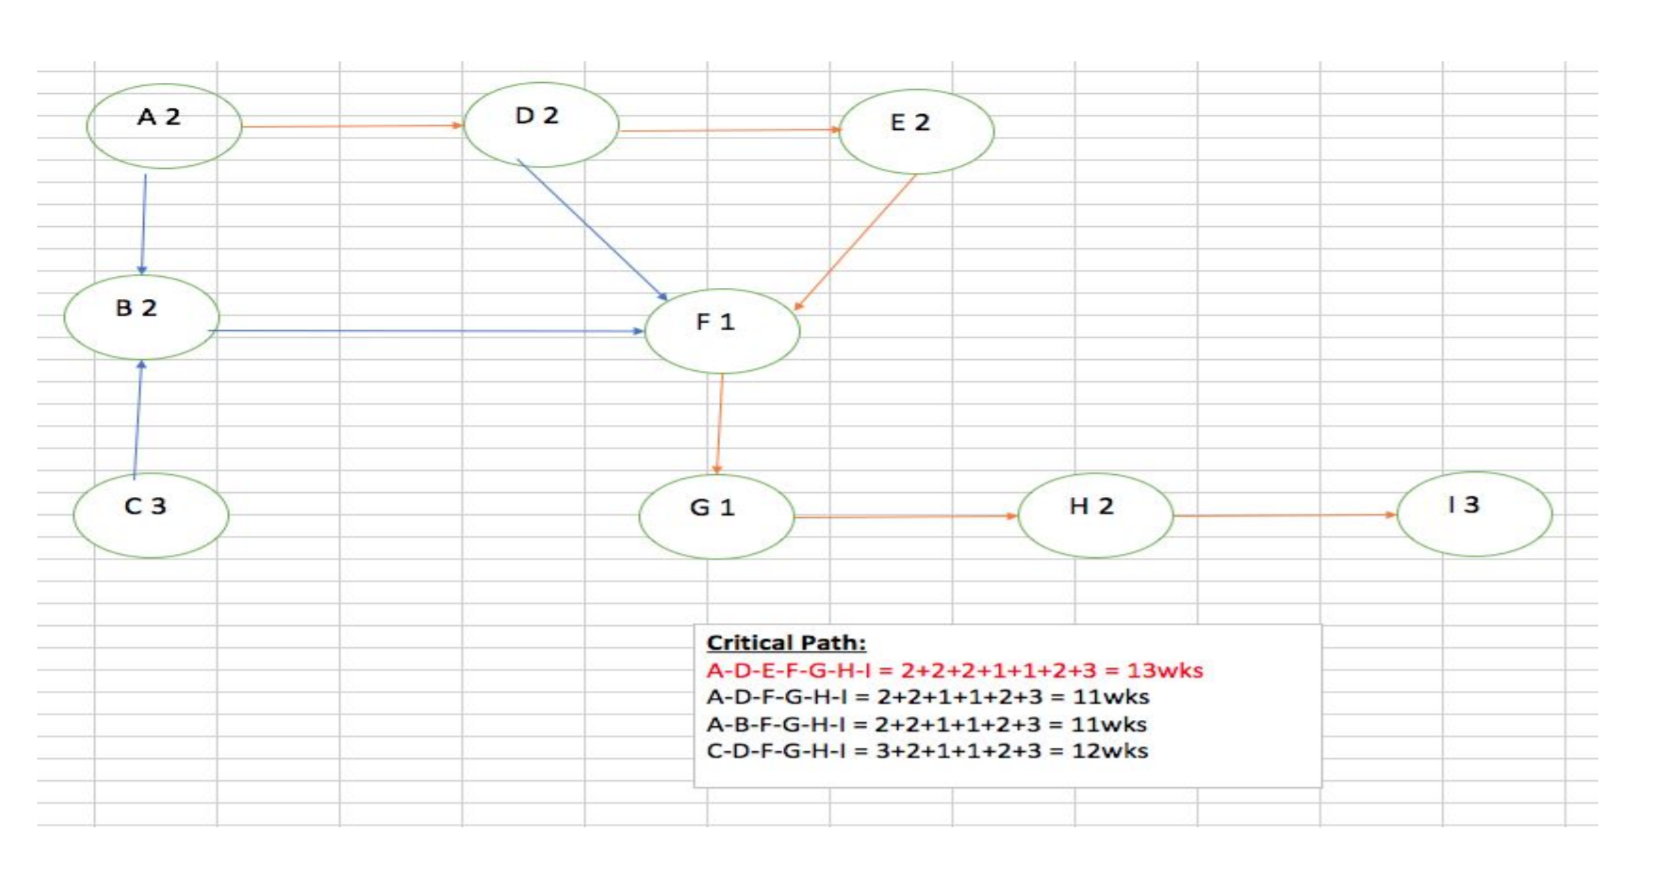 A 2
D 2
E 2
B 2
F 1
C 3
G 1
H 2
I 3
Critical Path:
A-D-E-F-G-H-I = 2+2+2+1+1+2+3 = 13wks
A-D-F-G-H-I = 2+2+1+1+2+3 = 11wks
A-B-F-G-H-I = 2+2+1+1+2+3 = 11wks
C-D-F-G-H-I = 3+2+1+1+2+3 = 12wks